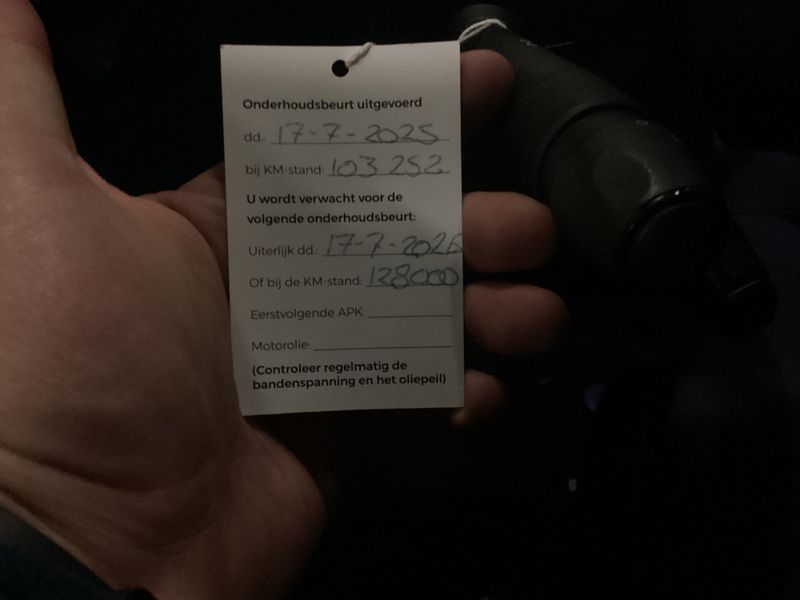 Onderhoudsbeurt uitgevoerd
dd.: 17-7-2025
bij KM-stand: 103 252
U wordt verwacht voor de
volgende onderhoudsbeurt:
Uiterlijk dd.: 17-7-2026
Of bij de KM-stand: 128000
Eerstvolgende APK:
Motorolie:
(Controleer regelmatig de
bandenspanning en het oliepeil)